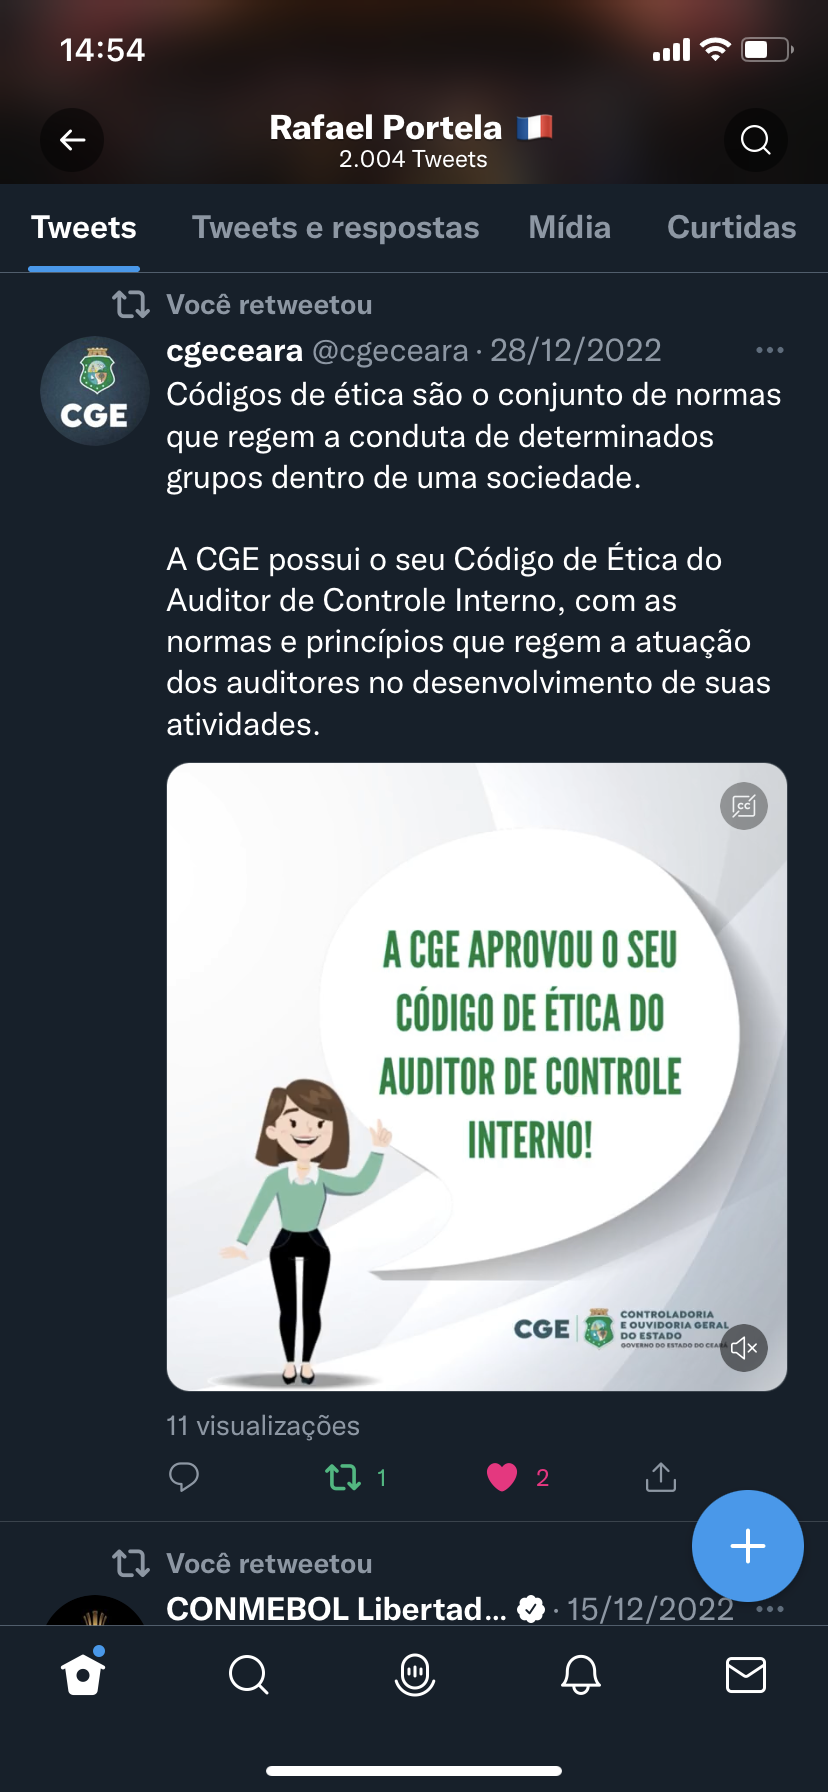 14:54
Rafael Portela 🇫🇷
2.004 Tweets
Tweets
Tweets e respostas
Mídia
Curtidas
Você retweetou
cgeceara @cgeceara · 28/12/2022
Códigos de ética são o conjunto de normas
que regem a conduta de determinados
grupos dentro de uma sociedade.
A CGE possui o seu Código de Ética do
Auditor de Controle Interno, com as
normas e princípios que regem a atuação
dos auditores no desenvolvimento de suas
atividades.
CGE
CC
A CGE APROVOU O SEU
CÓDIGO DE ÉTICA DO
AUDITOR DE CONTROLE
INTERNO!
CGE
CONTROLADORIA
E OUVIDORIA GERAL
DO ESTADO
GOVERNO DO ESTADO DO CEARÁ
11 visualizações
1
2
Você retweetou
CONMEBOL Libertad... · 15/12/2022